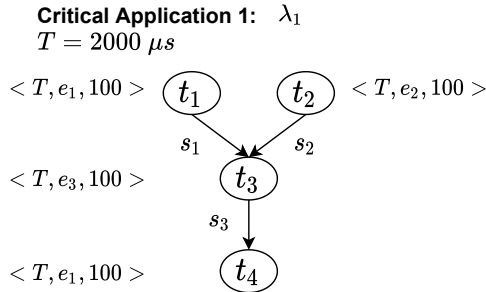 Critical Application 1: λ₁
T = 2000 μs
< T, e₁, 100 > t₁ t₂ < T, e₂, 100 >
s₁ s₂
< T, e₃, 100 > t₃
s₃
< T, e₁, 100 > t₄